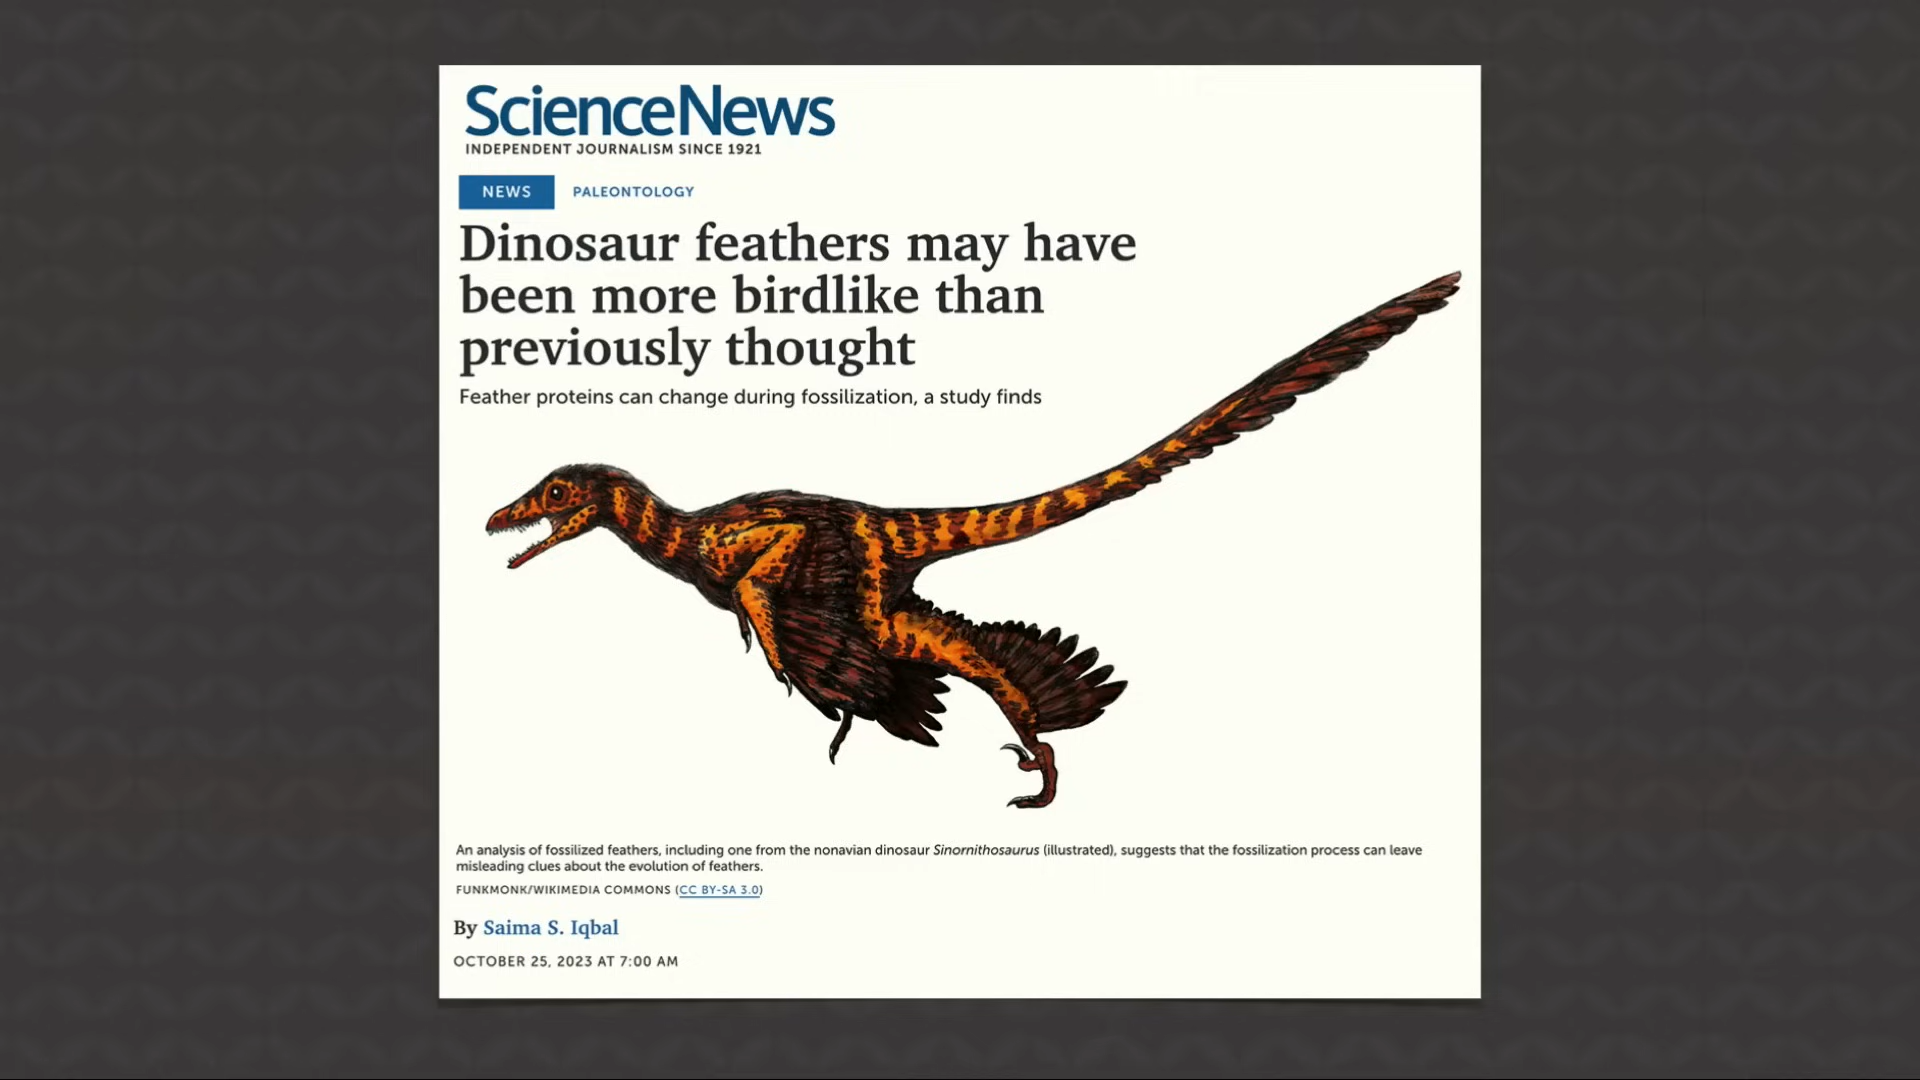 ScienceNews
INDEPENDENT JOURNALISM SINCE 1921
NEWS PALEONTOLOGY
Dinosaur feathers may have
been more birdlike than
previously thought
Feather proteins can change during fossilization, a study finds
An analysis of fossilized feathers, including one from the nonavian dinosaur Sinornithosaurus (illustrated), suggests that the fossilization process can leave
misleading clues about the evolution of feathers.
FUNKMONK/WIKIMEDIA COMMONS (CC BY-SA 3.0)
By Saima S. Iqbal
OCTOBER 25, 2023 AT 7:00 AM